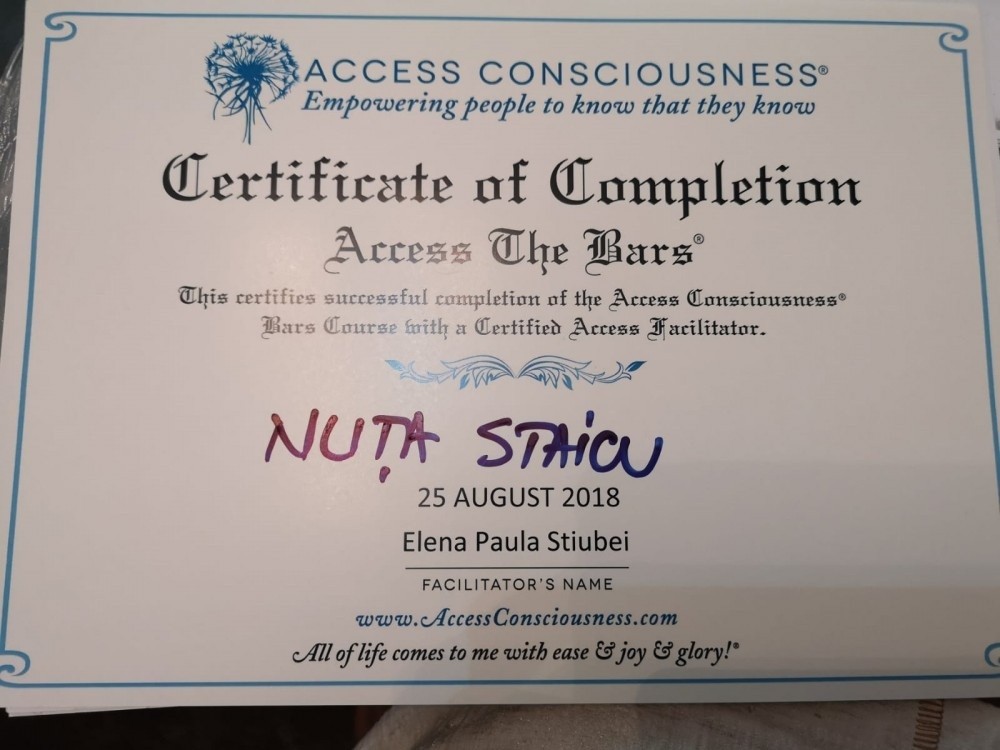 ACCESS CONSCIOUSNESS®
Empowering people to know that they know
Certificate of Completion
Access The Bars®
This certifies successful completion of the Access Consciousness®
Bars Course with a Certified Access Facilitator.
NUȚA STAiCU
25 AUGUST 2018
Elena Paula Stiubei
FACILITATOR'S NAME
www.AccessConsciousness.com
All of life comes to me with ease & joy & glory!®